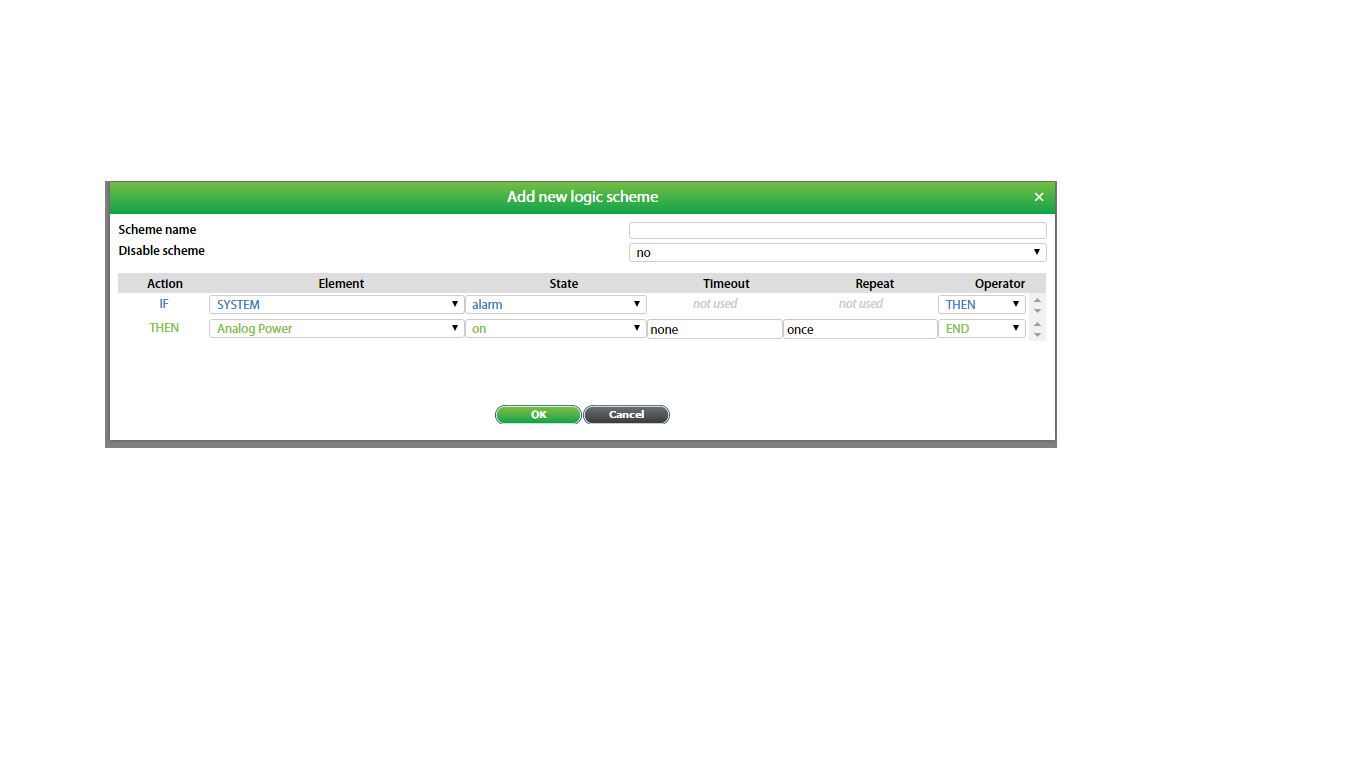 Add new logic scheme ×
Scheme name
Disable scheme no
Action Element State Timeout Repeat Operator
IF SYSTEM alarm not used not used THEN
THEN Analog Power on none once END
OK Cancel